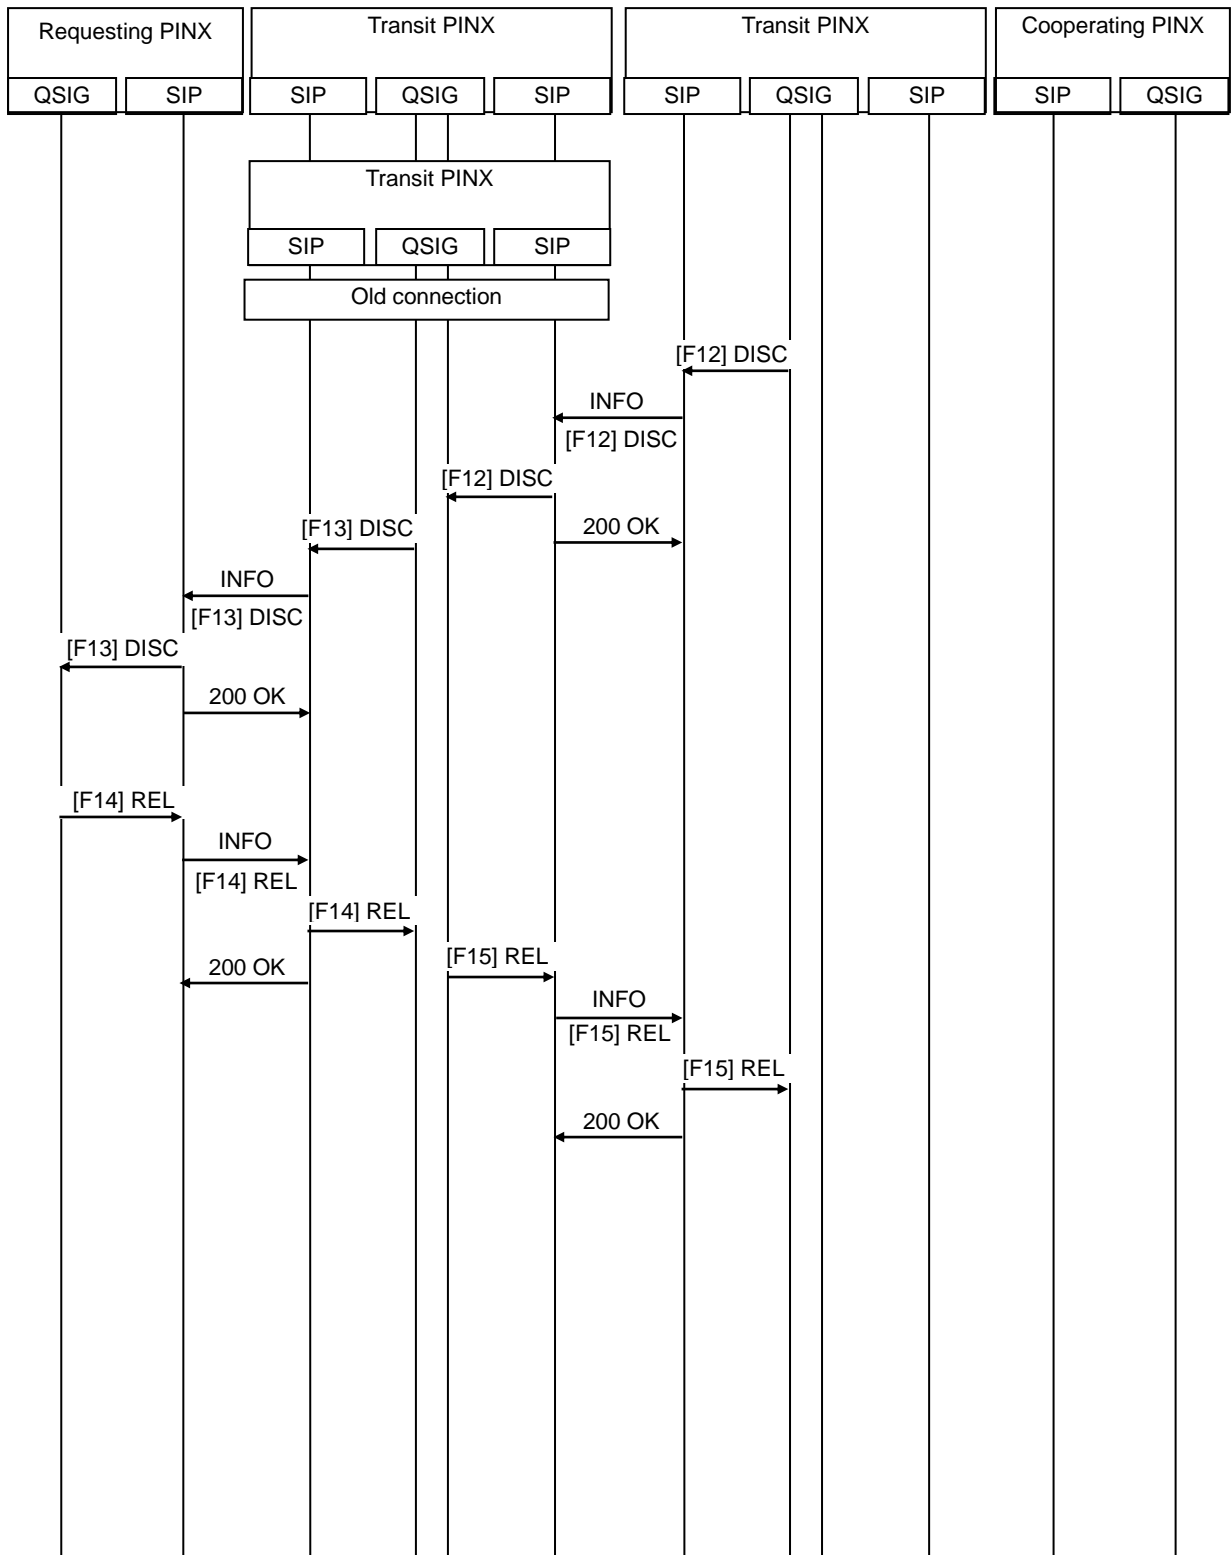 Requesting PINX
Transit PINX
Transit PINX
Cooperating PINX
QSIG SIP SIP QSIG SIP SIP QSIG SIP SIP QSIG
Transit PINX
SIP QSIG SIP
Old connection
[F12] DISC
INFO
[F12] DISC
[F12] DISC
[F13] DISC
200 OK
INFO
[F13] DISC
[F13] DISC
200 OK
[F14] REL
INFO
[F14] REL
[F14] REL
[F15] REL
200 OK
INFO
[F15] REL
[F15] REL
200 OK